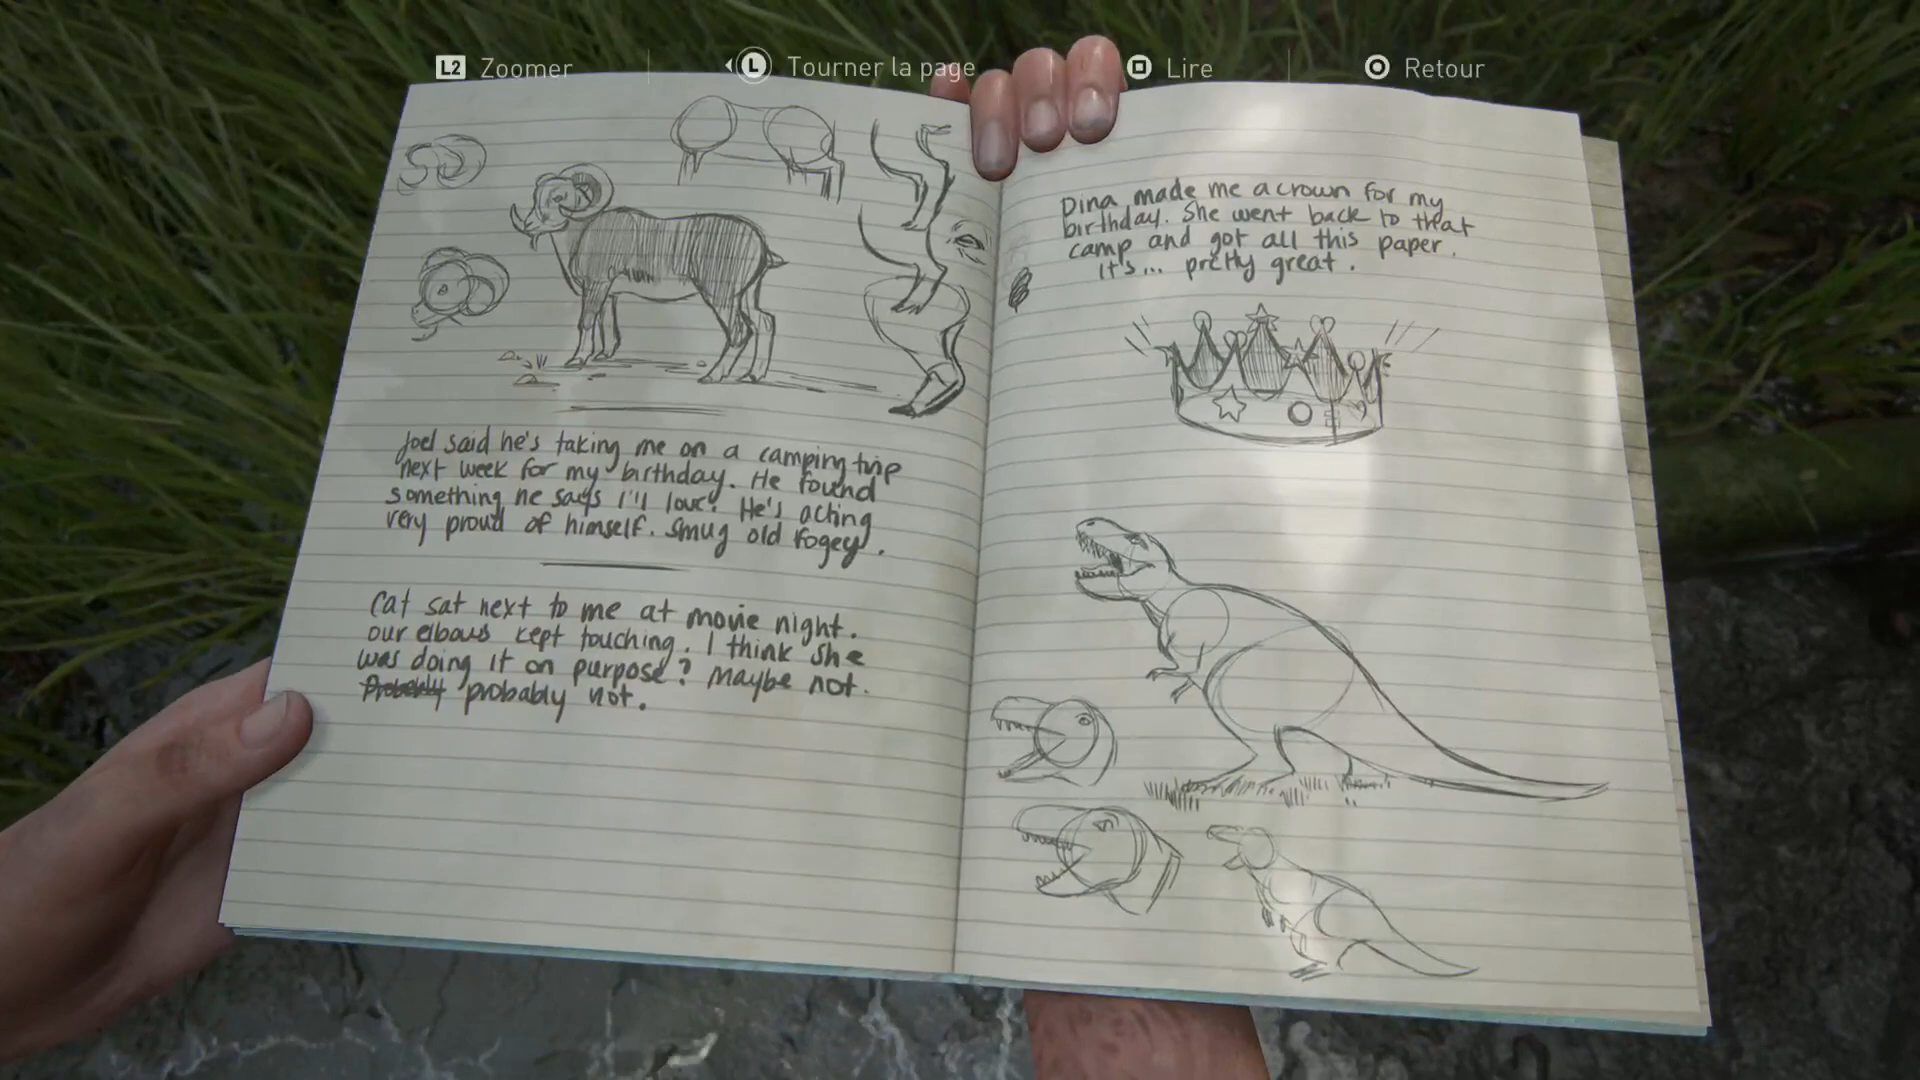 L2 Zoomer
L Tourner la page
Lire
Retour
Joel said he's taking me on a camping trip
next week for my birthday. He found
something he says I'll love. He's acting
very proud of himself. Smug old fogey.
Cat sat next to me at movie night.
our elbows kept touching. I think she
was doing it on purpose? Maybe not.
Probably probably not.
Dina made me a crown for my
birthday. She went back to that
camp and got all this paper.
It's... pretty great.